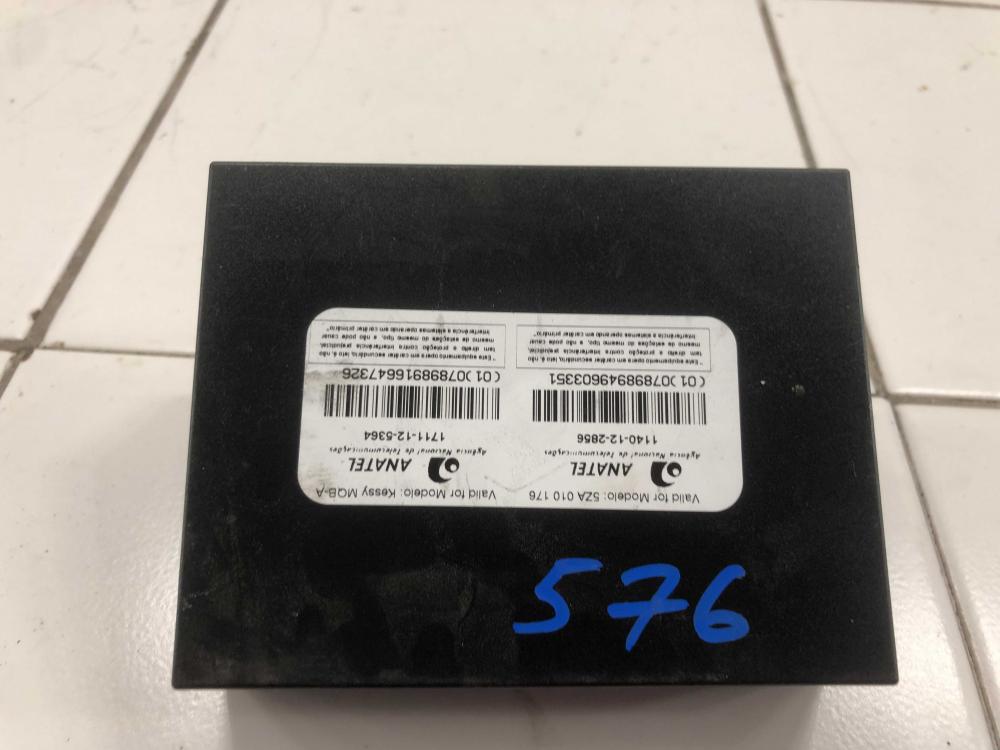 Valid for Modelo: 5ZA 010 176
ANATEL
Agência Nacional de Telecomunicações
1140-12-2856
(01)07898949603351
"Este equipamento opera em caráter secundário, isto é, não
tem direito a proteção contra interferência prejudicial,
mesmo de estações do mesmo tipo, e não pode causar
interferência a sistemas operando em caráter primário"
Valid for Modelo: Kessy MQB-A
ANATEL
Agência Nacional de Telecomunicações
1711-12-5364
(01)07898916647326
"Este equipamento opera em caráter secundário, isto é, não
tem direito a proteção contra interferência prejudicial,
mesmo de estações do mesmo tipo, e não pode causar
interferência a sistemas operando em caráter primário"
576